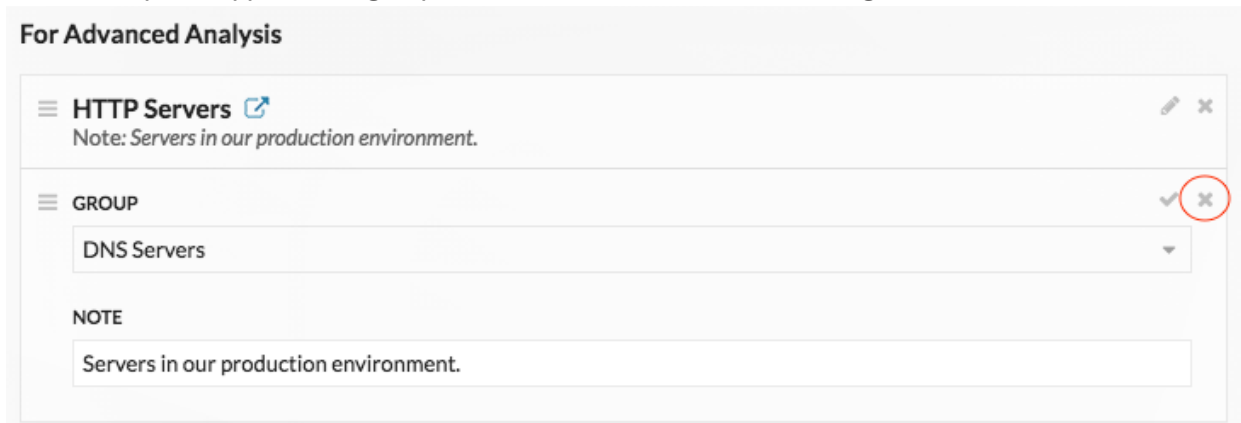 For Advanced Analysis
HTTP Servers
Note: Servers in our production environment.
GROUP
DNS Servers
NOTE
Servers in our production environment.